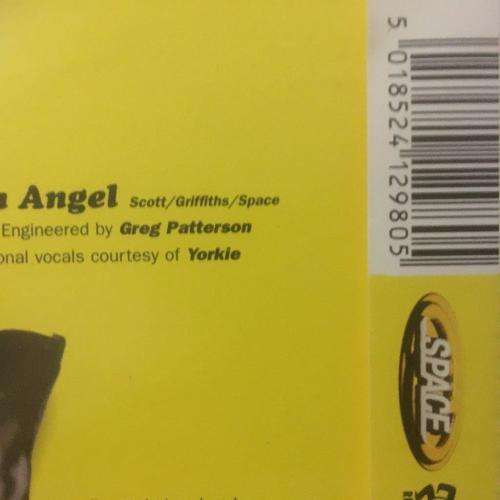 Angel Scott/Griffiths/Space
Engineered by Greg Patterson
onal vocals courtesy of Yorkie
5 018524 129805
SPACE